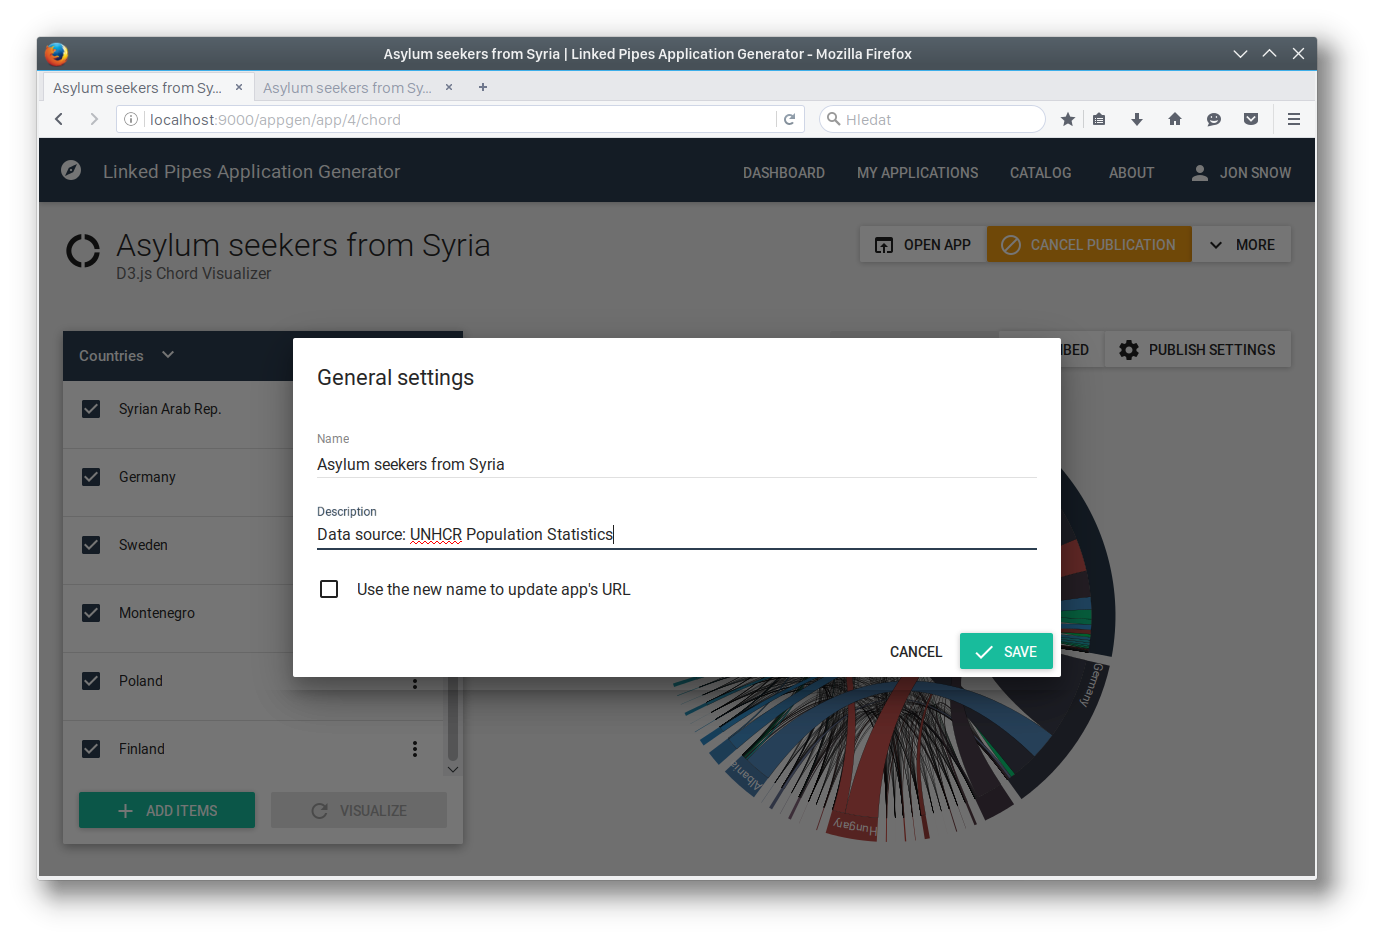 Asylum seekers from Syria | Linked Pipes Application Generator - Mozilla Firefox
Asylum seekers from Sy... × Asylum seekers from Sy... × +
localhost:9000/appgen/app/4/chord Hledat
Linked Pipes Application Generator DASHBOARD MY APPLICATIONS CATALOG ABOUT JON SNOW
Asylum seekers from Syria
D3.js Chord Visualizer
OPEN APP CANCEL PUBLICATION MORE
BED PUBLISH SETTINGS
Countries
Syrian Arab Rep.
Germany
Sweden
Montenegro
Poland
Finland
ADD ITEMS VISUALIZE
General settings
Name
Asylum seekers from Syria
Description
Data source: UNHCR Population Statistics
Use the new name to update app's URL
CANCEL SAVE
Germany
Albania
Hungary